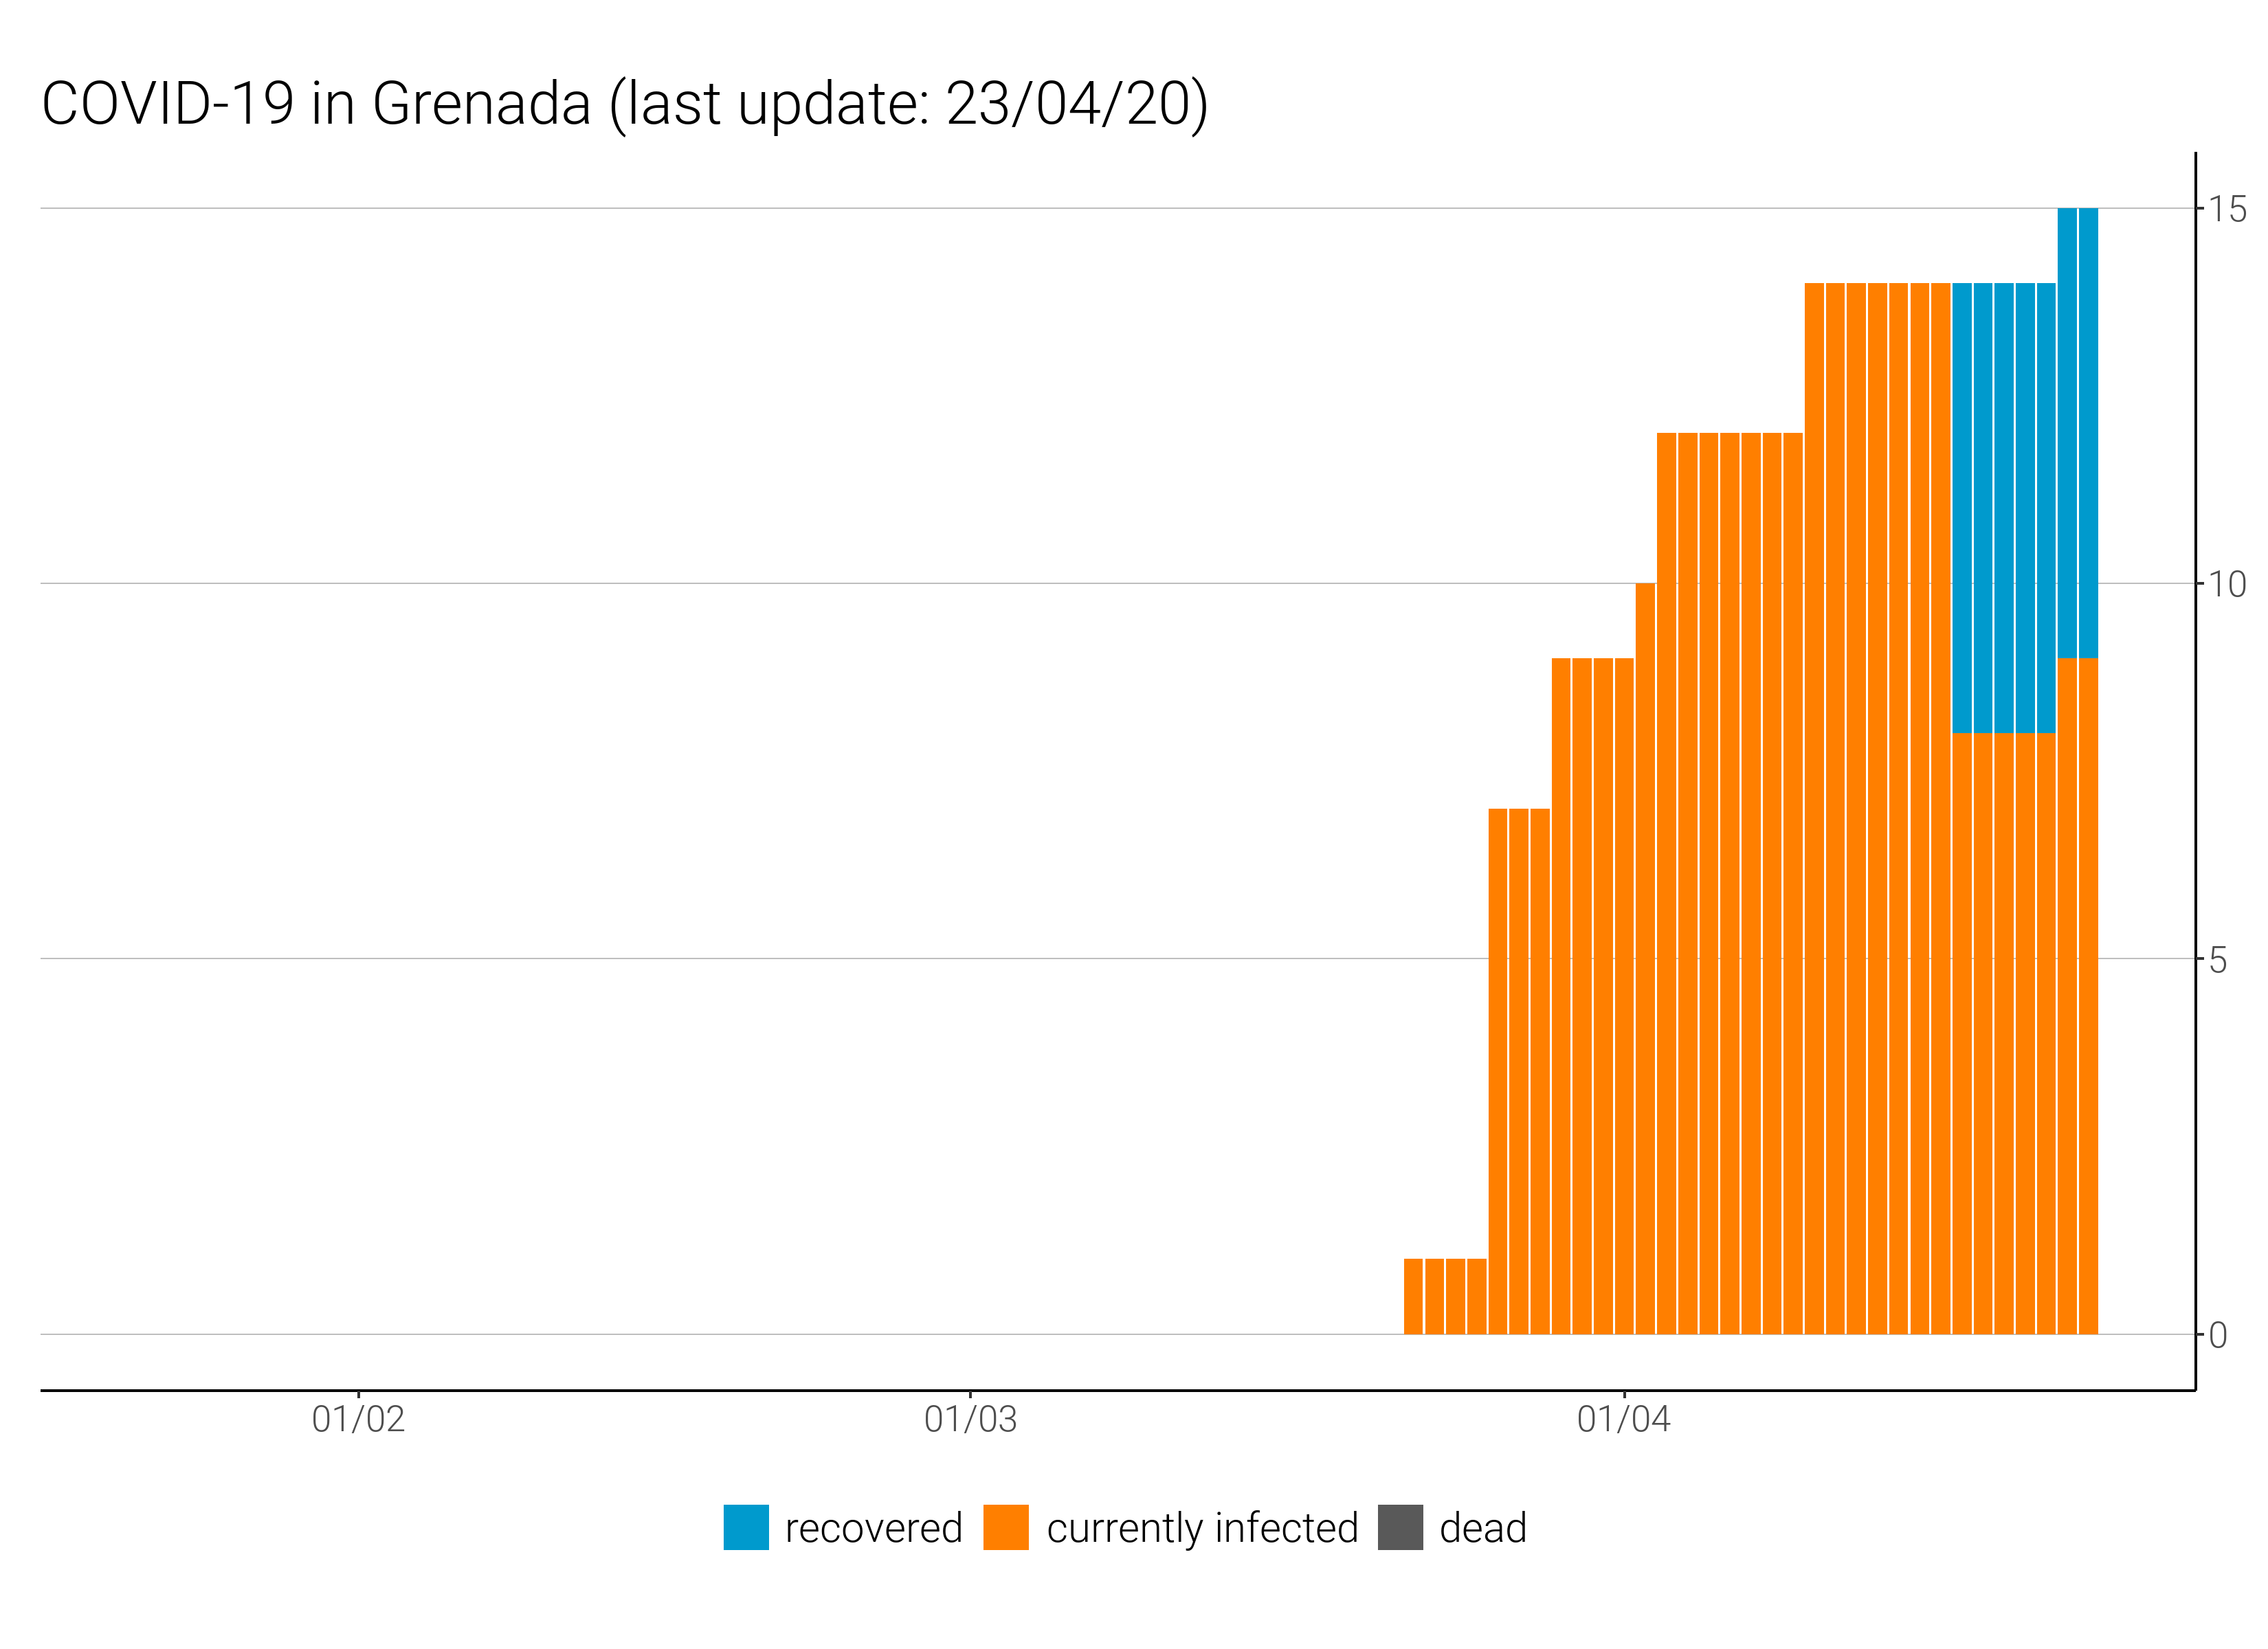 COVID-19 in Grenada (last update: 23/04/20)
15
10
5
0
01/02 01/03 01/04
recovered currently infected dead